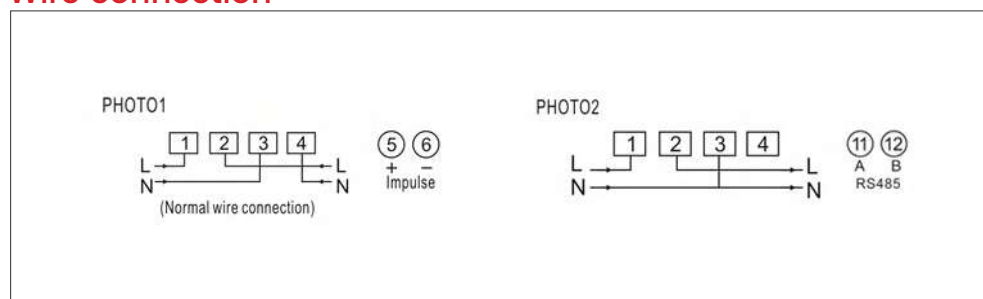 wire connection
PHOTO1
1 2 3 4
5 6
L L
+ −
N N
Impulse
(Normal wire connection)
PHOTO2
1 2 3 4
11 12
L L
A B
N N
RS485